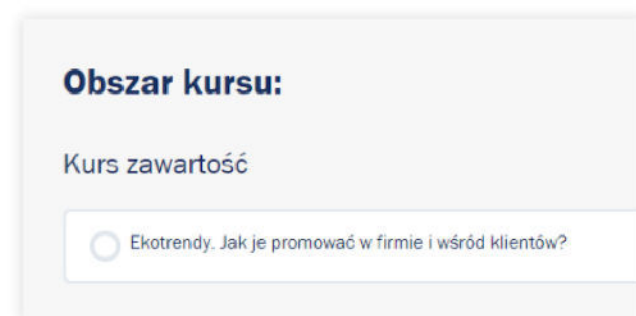 Obszar kursu:
Kurs zawartość
Ekotrendy. Jak je promować w firmie i wśród klientów?